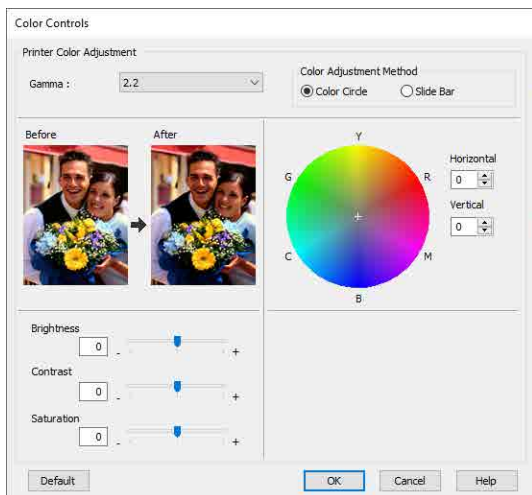 Color Controls
Printer Color Adjustment
Gamma : 2.2
Color Adjustment Method
Color Circle Slide Bar
Before After
Y
G R
C M
B
Horizontal
0
Vertical
0
Brightness
0 - +
Contrast
0 - +
Saturation
0 - +
Default OK Cancel Help